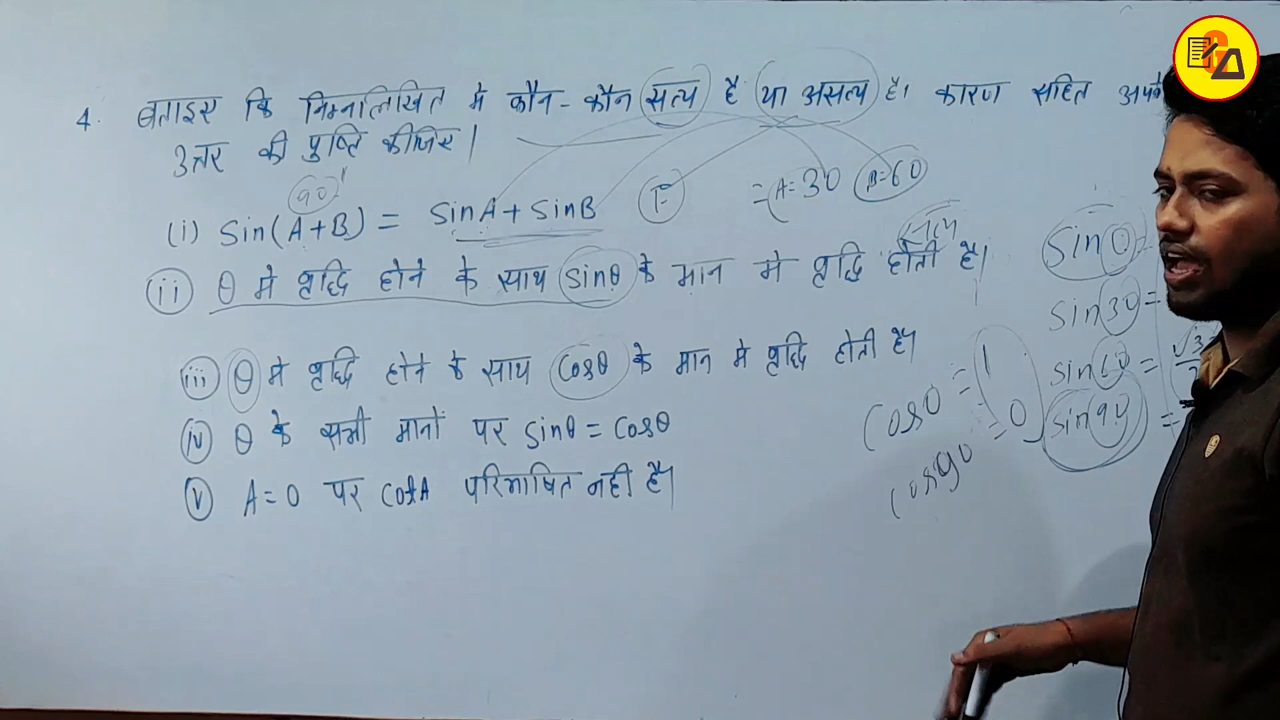 4. बताइए कि निम्नलिखित में कौन-कौन सत्य है या असत्य है। कारण सहित अपने
उत्तर की पुष्टि कीजिए।
90
(i) Sin(A+B) = SinA + SinB F = A=30 B=60
सत्य
(ii) θ मे वृद्धि होने के साथ Sinθ के मान मे वृद्धि होती है।
Sin0=
Sin30=
(iii) θ मे वृद्धि होने के साथ Cosθ के मान मे वृद्धि होती है।
Cos0 = 1
Sin60 = √3/2
(iv) θ के सभी मानों पर Sinθ = Cosθ
Cos90 = 0
Sin90 =
(v) A=0 पर CotA परिभाषित नही है।